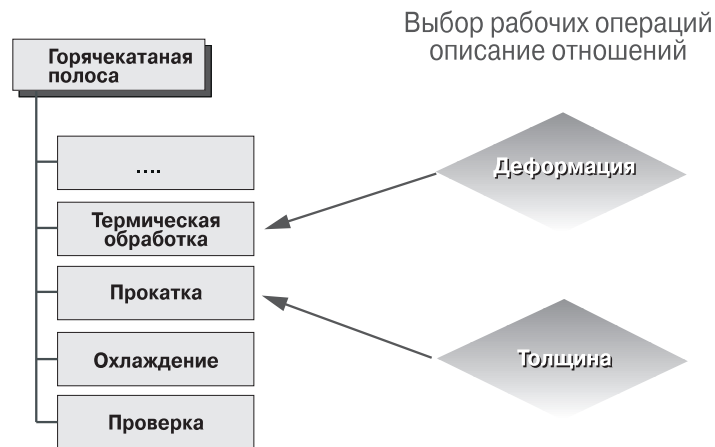 Выбор рабочих операций
описание отношений
Горячекатаная
полоса
....
Термическая
обработка
Прокатка
Охлаждение
Проверка
Деформация
Толщина